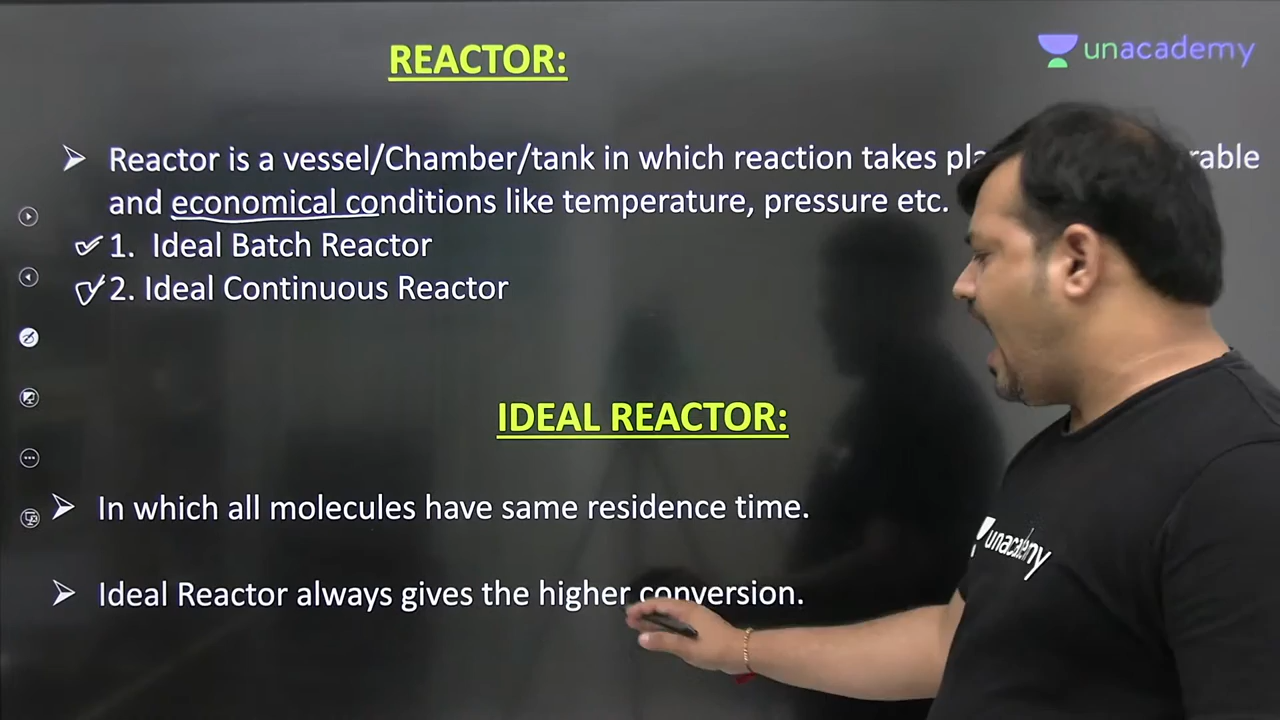 REACTOR:
unacademy
Reactor is a vessel/Chamber/tank in which reaction takes
and economical conditions like temperature, pressure etc.
1. Ideal Batch Reactor
2. Ideal Continuous Reactor
IDEAL REACTOR:
In which all molecules have same residence time.
unacademy
Ideal Reactor always gives the higher conversion.